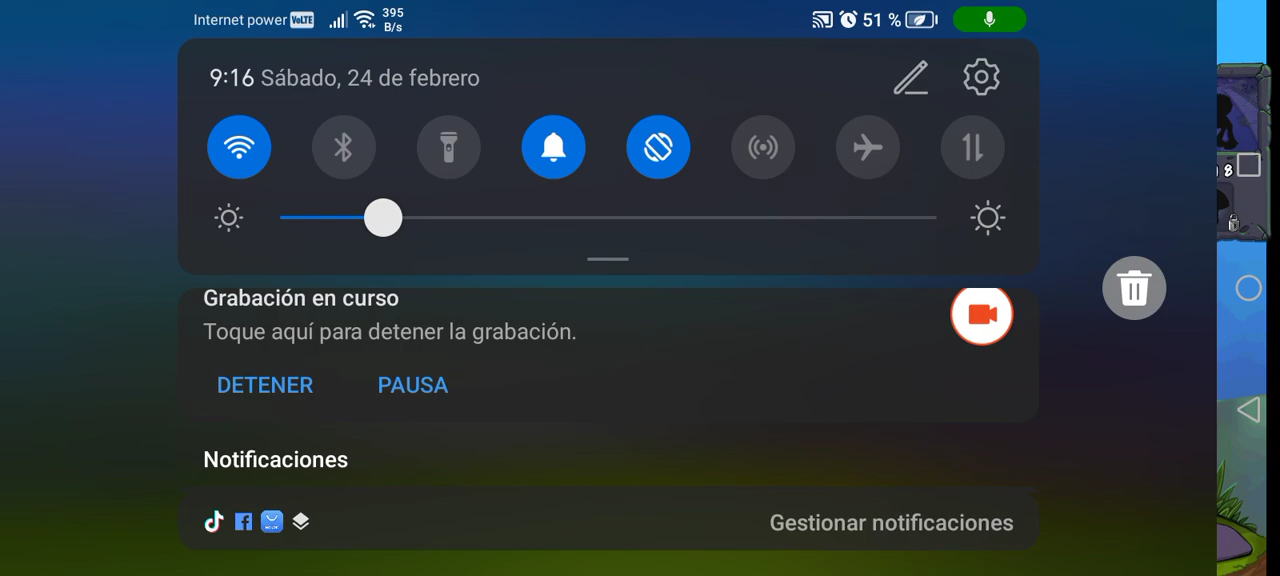 Internet power VoLTE 395 B/s 51 %
9:16 Sábado, 24 de febrero
Grabación en curso
Toque aquí para detener la grabación.
DETENER PAUSA
Notificaciones
Gestionar notificaciones
8